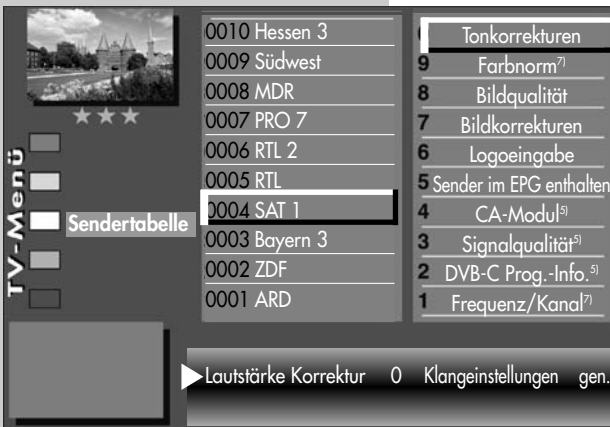 TV-Menü
Sendertabelle
0010 Hessen 3
0009 Südwest
0008 MDR
0007 PRO 7
0006 RTL 2
0005 RTL
0004 SAT 1
0003 Bayern 3
0002 ZDF
0001 ARD
Tonkorrekturen
9 Farbnorm7)
8 Bildqualität
7 Bildkorrekturen
6 Logoeingabe
5 Sender im EPG enthalten
4 CA-Modul5)
3 Signalqualität5)
2 DVB-C Prog.-Info.5)
1 Frequenz/Kanal7)
Lautstärke Korrektur 0 Klangeinstellungen gen.